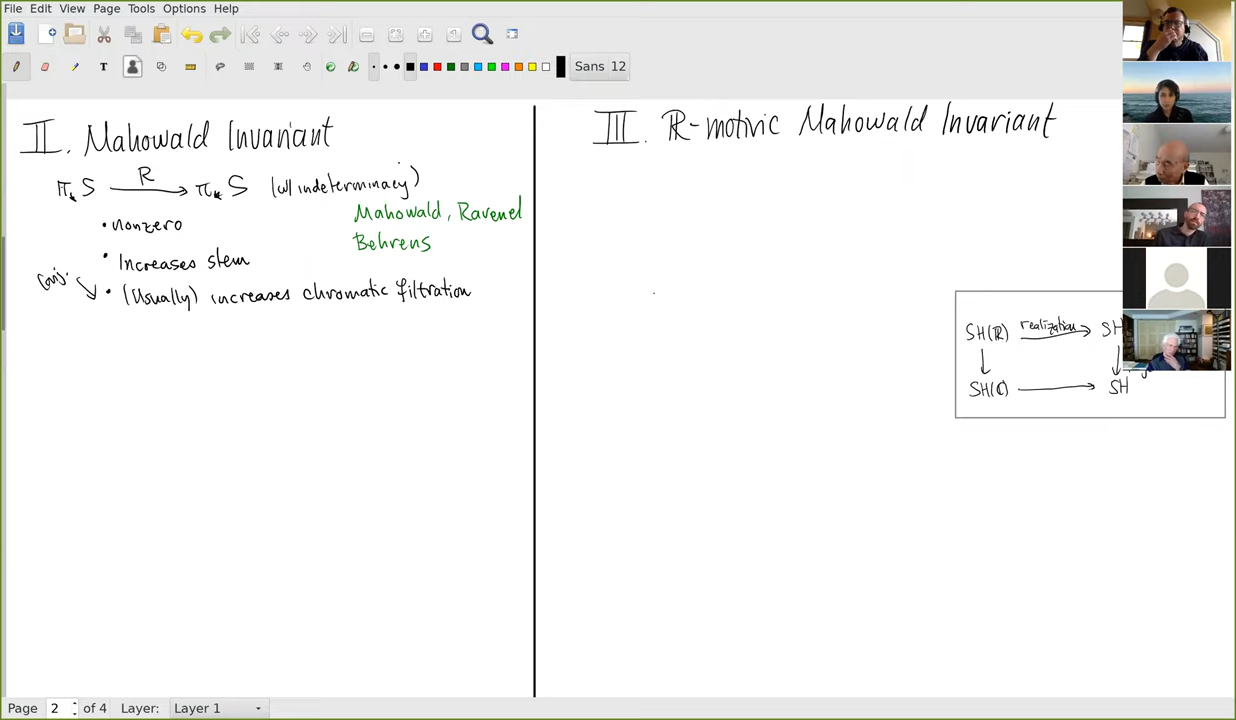 File Edit View Page Tools Options Help
Sans 12
II. Mahowald Invariant
π⁎ S —R→ π⁎ S (w/ indeterminacy)
Mahowald, Ravenel
Behrens
• nonzero
• Increases stem
conj.
• (Usually) increases chromatic filtration
III. R-motivic Mahowald Invariant
SH(ℝ) realization SH
SH(ℂ) SH
Page 2 of 4 Layer: Layer 1